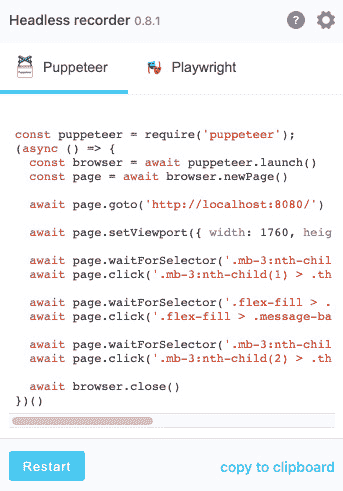 Headless recorder 0.8.1
?
Puppeteer
Playwright
const puppeteer = require('puppeteer');
(async () => {
  const browser = await puppeteer.launch()
  const page = await browser.newPage()
  await page.goto('http://localhost:8080/')
  await page.setViewport({ width: 1760, heig
  await page.waitForSelector('.mb-3:nth-chil
  await page.click('.mb-3:nth-child(1) > .th
  await page.waitForSelector('.flex-fill > .
  await page.click('.flex-fill > .message-ba
  await page.waitForSelector('.mb-3:nth-chil
  await page.click('.mb-3:nth-child(2) > .th
  await browser.close()
})()
Restart
copy to clipboard